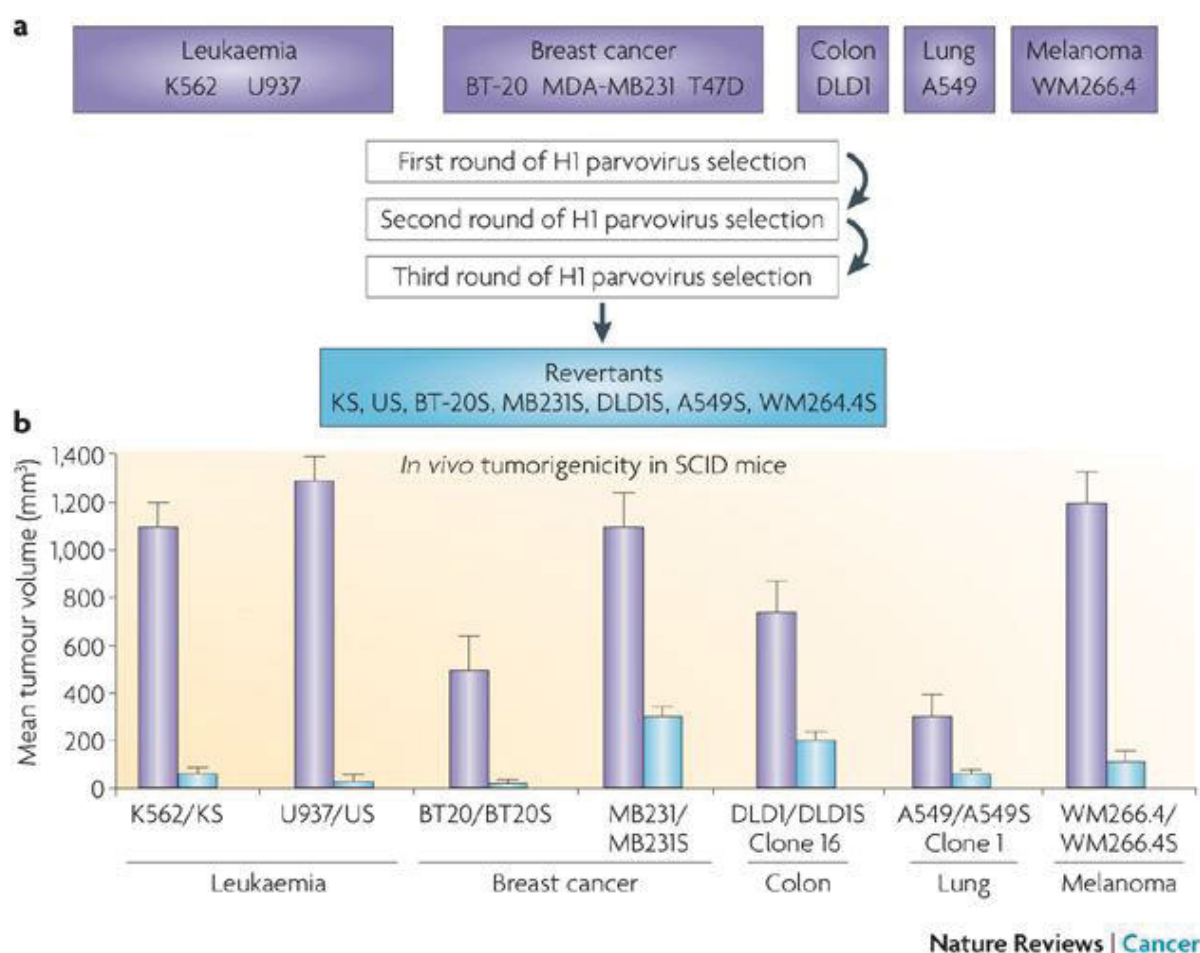 a
Leukaemia
K562 U937
Breast cancer
BT-20 MDA-MB231 T47D
Colon
DLD1
Lung
A549
Melanoma
WM266.4
First round of H1 parvovirus selection
Second round of H1 parvovirus selection
Third round of H1 parvovirus selection
Revertants
KS, US, BT-20S, MB231S, DLD1S, A549S, WM264.4S
b
In vivo tumorigenicity in SCID mice
Mean tumour volume (mm³)
1,400
1,200
1,000
800
600
400
200
0
K562/KS
U937/US
BT20/BT20S
MB231/
MB231S
DLD1/DLD1S
Clone 16
A549/A549S
Clone 1
WM266.4/
WM266.4S
Leukaemia
Breast cancer
Colon
Lung
Melanoma
Nature Reviews | Cancer